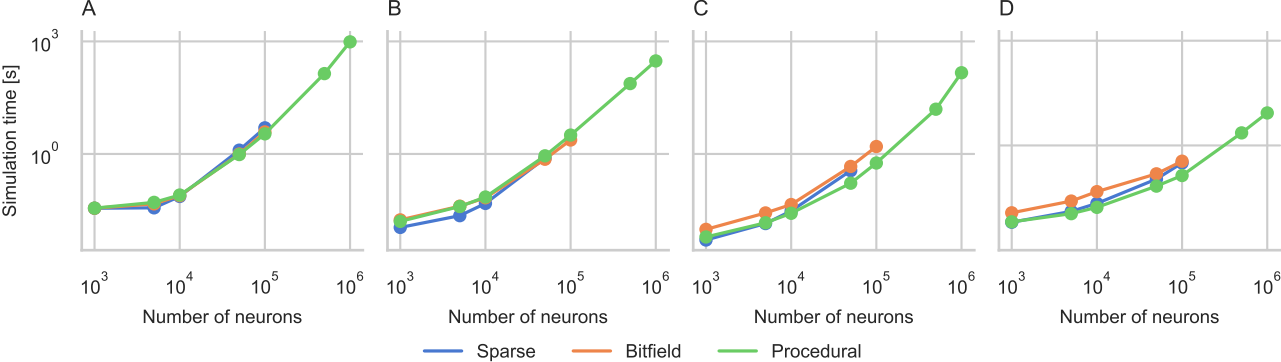 A B C D
Simulation time [s]
10^3
10^0
10^3 10^4 10^5 10^6 10^3 10^4 10^5 10^6 10^3 10^4 10^5 10^6 10^3 10^4 10^5 10^6
Number of neurons Number of neurons Number of neurons Number of neurons
Sparse Bitfield Procedural